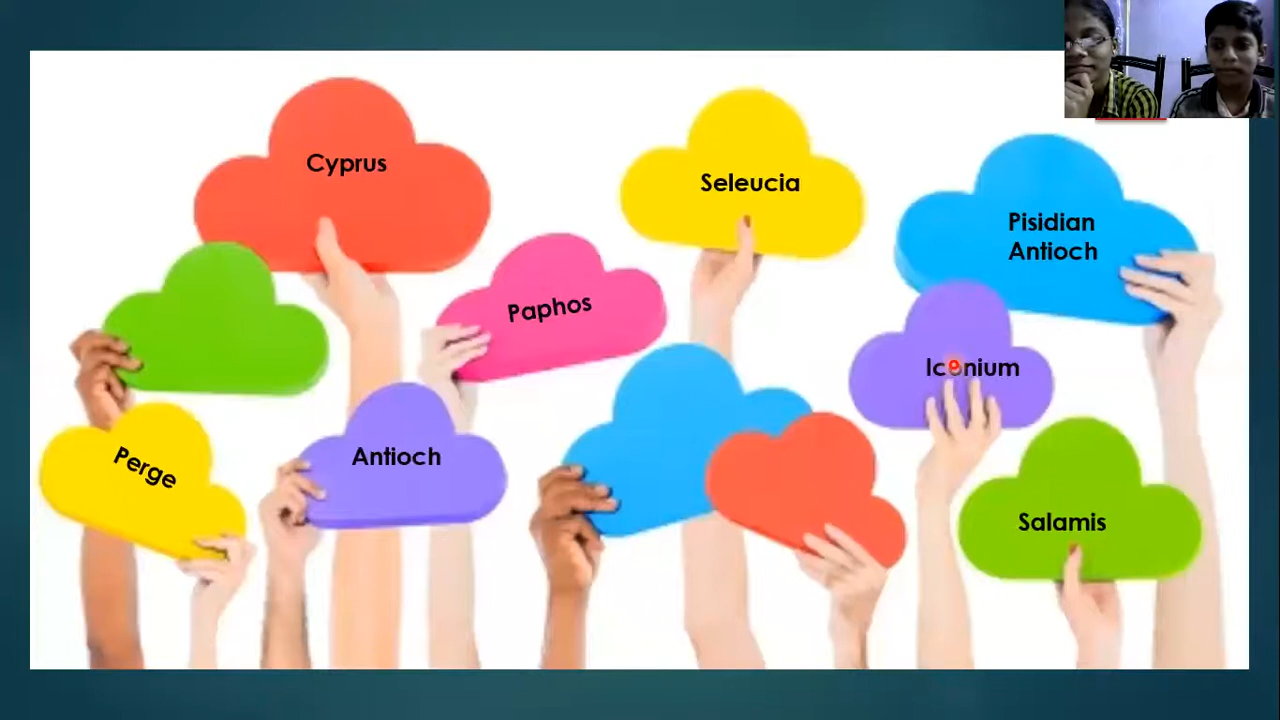 Cyprus
Seleucia
Pisidian
Antioch
Paphos
Iconium
Perge
Antioch
Salamis